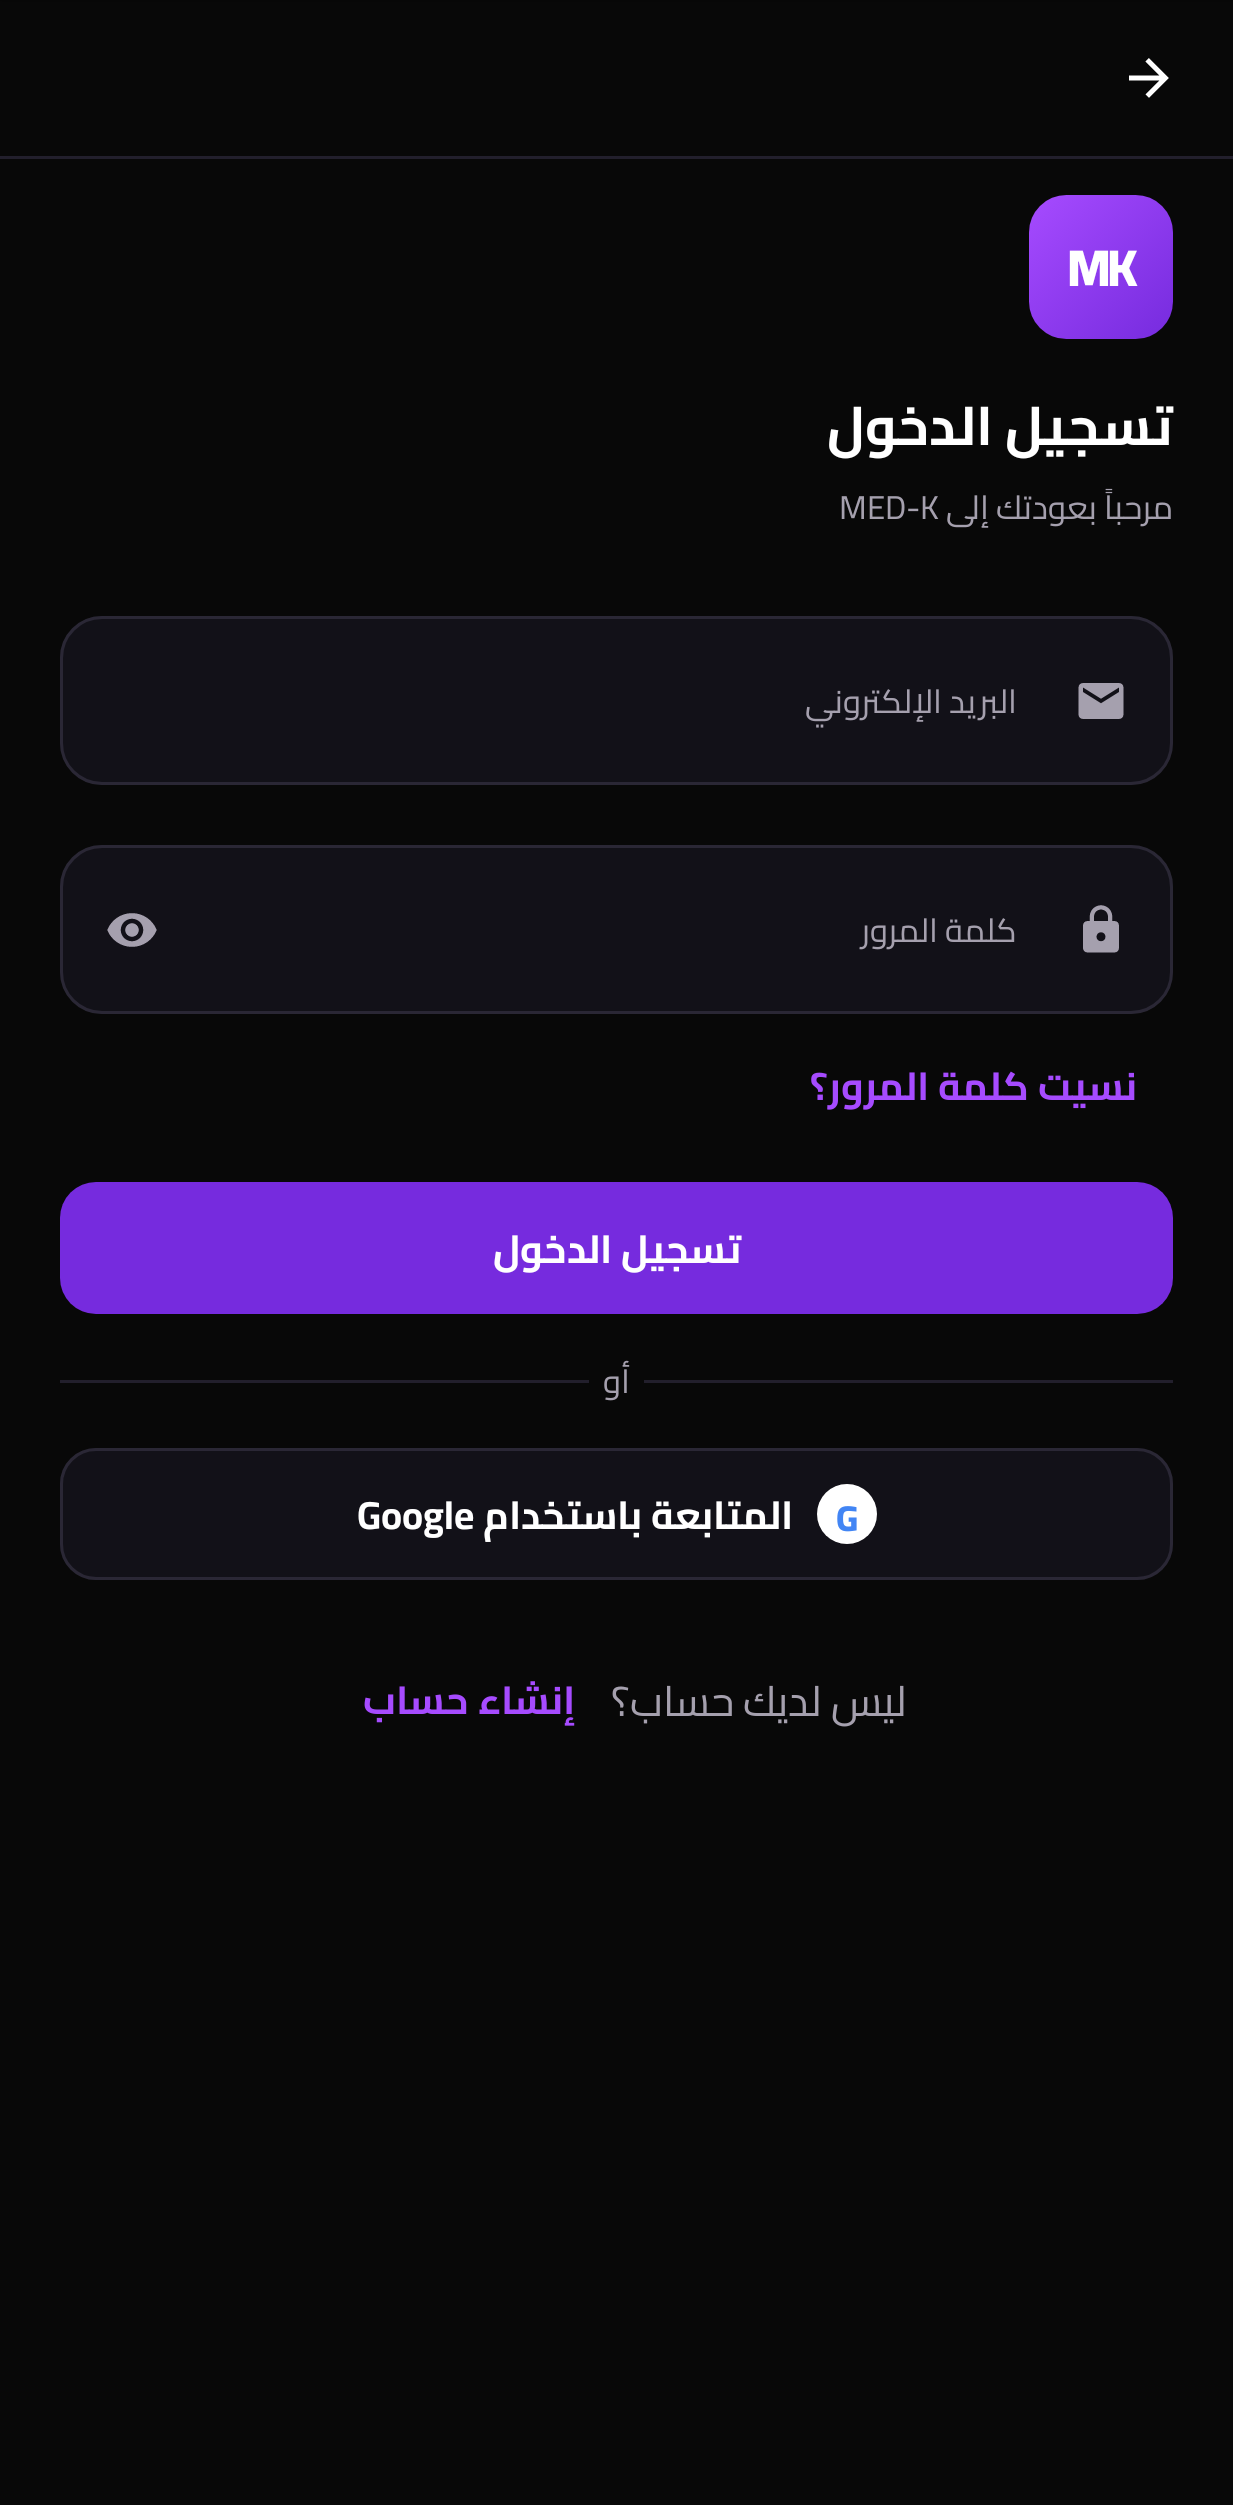 MK
تسجيل الدخول
مرحباً بعودتك إلى MED-K
البريد الإلكتروني
كلمة المرور
نسيت كلمة المرور؟
تسجيل الدخول
أو
G المتابعة باستخدام Google
ليس لديك حساب؟ إنشاء حساب